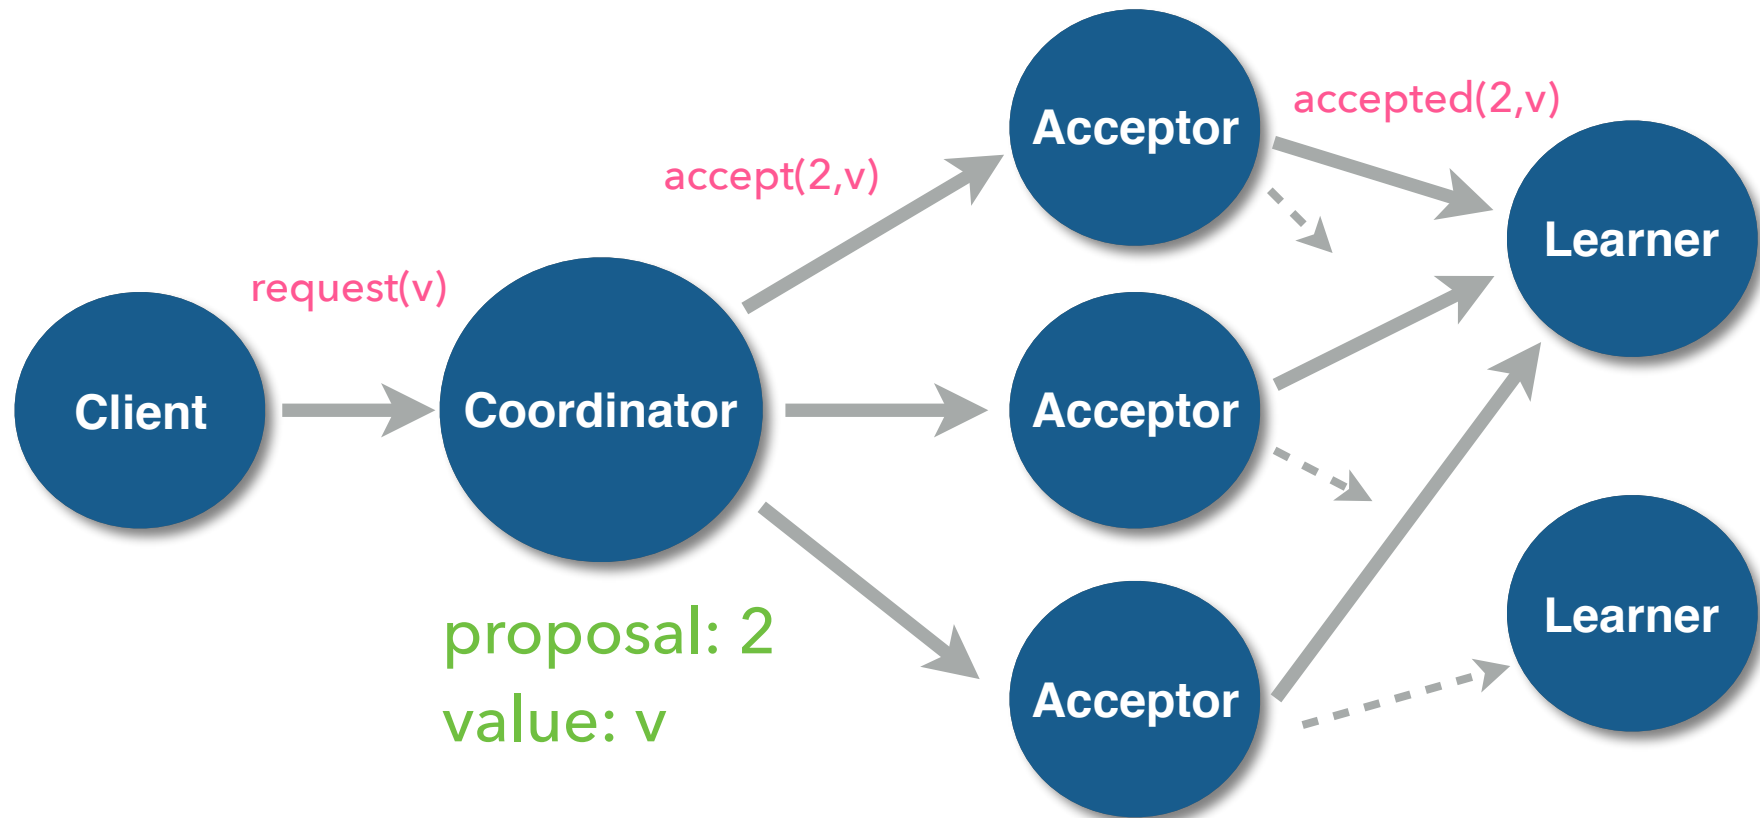 Client
request(v)
Coordinator
proposal: 2
value: v
accept(2,v)
Acceptor
Acceptor
Acceptor
accepted(2,v)
Learner
Learner